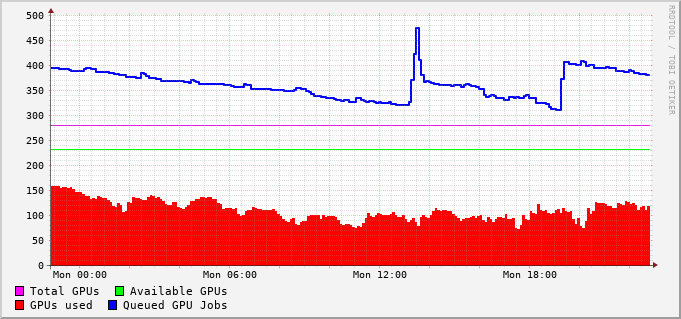 500
450
400
350
300
250
200
150
100
50
0
Mon 00:00 Mon 06:00 Mon 12:00 Mon 18:00
Total GPUs Available GPUs
GPUs used Queued GPU Jobs
RRDTOOL / TOBI OETIKER